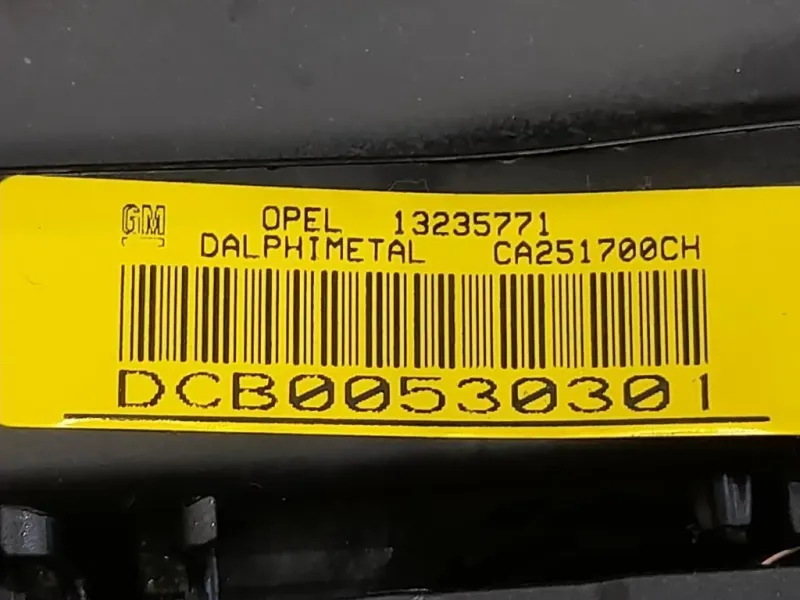 GM OPEL 13235771
DALPHIMETAL CA251700CH
DCB00530301